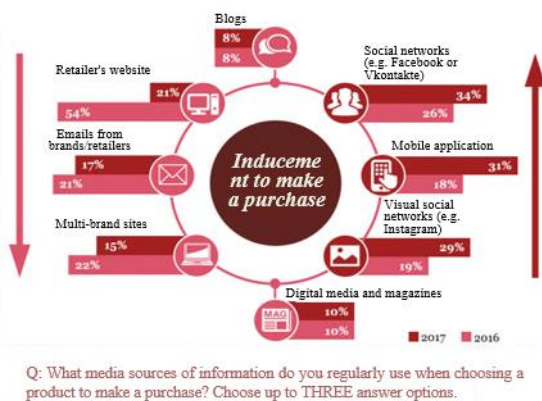 Blogs
8%
8%
Social networks
(e.g. Facebook or
Vkontakte)
34%
26%
Retailer's website
21%
54%
Mobile application
31%
18%
Emails from
brands/retailers
17%
21%
Induceme
nt to make
a purchase
Visual social
networks (e.g.
Instagram)
29%
19%
Multi-brand sites
15%
22%
Digital media and magazines
MAG
10%
10%
2017 2016
Q: What media sources of information do you regularly use when choosing a
product to make a purchase? Choose up to THREE answer options.